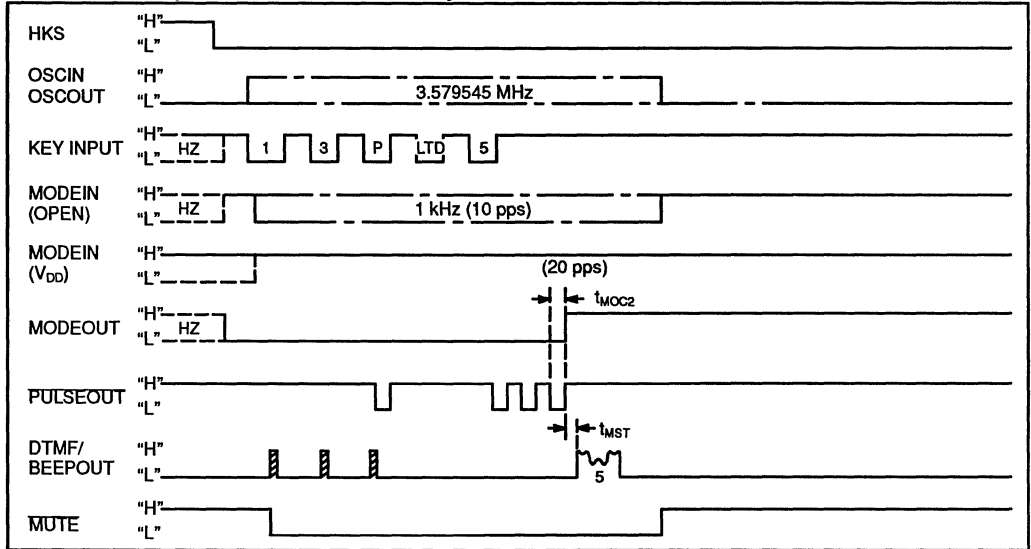 HKS "H"
"L"
OSCIN "H"
OSCOUT "L" 3.579545 MHz
KEY INPUT "H"
"L" HZ 1 3 P LTD 5
MODEIN "H"
(OPEN) "L" HZ 1 kHz (10 pps)
MODEIN "H"
(VDD) "L" (20 pps)
tMOC2
MODEOUT "H"
"L" HZ
PULSEOUT "H"
"L"
tMST
DTMF/ "H"
BEEPOUT "L" 5
MUTE "H"
"L"